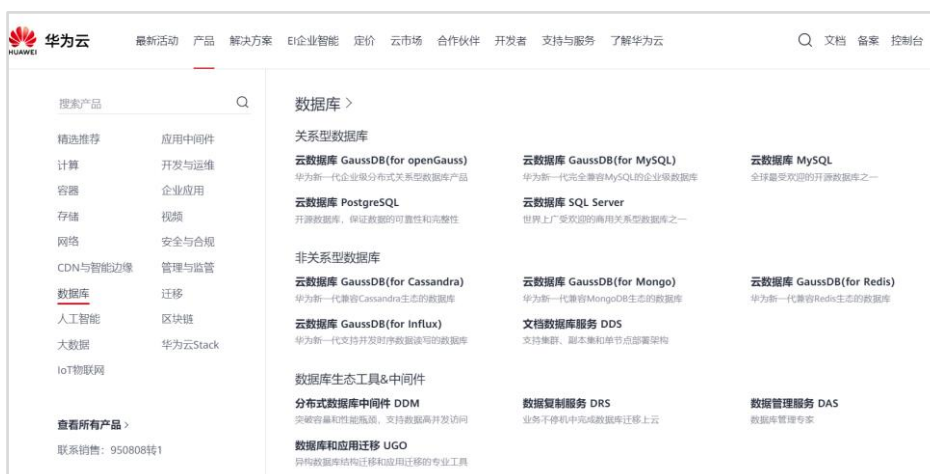 HUAWEI
华为云 最新活动 产品 解决方案 EI企业智能 定价 云市场 合作伙伴 开发者 支持与服务 了解华为云 文档 备案 控制台
搜索产品
精选推荐 应用中间件
计算 开发与运维
容器 企业应用
存储 视频
网络 安全与合规
CDN与智能边缘 管理与监管
数据库 迁移
人工智能 区块链
大数据 华为云Stack
IoT物联网
查看所有产品 >
联系销售：950808转1
数据库 >
关系型数据库
云数据库 GaussDB(for openGauss) 云数据库 GaussDB(for MySQL) 云数据库 MySQL
华为新一代企业级分布式关系型数据库产品 华为新一代完全兼容MySQL的企业级数据库 全球最受欢迎的开源数据库之一
云数据库 PostgreSQL 云数据库 SQL Server
开源数据库，保证数据的可靠性和完整性 世界上广受欢迎的商用关系型数据库之一
非关系型数据库
云数据库 GaussDB(for Cassandra) 云数据库 GaussDB(for Mongo) 云数据库 GaussDB(for Redis)
华为新一代兼容Cassandra生态的数据库 华为新一代兼容MongoDB生态的数据库 华为新一代兼容Redis生态的数据库
云数据库 GaussDB(for Influx) 文档数据库服务 DDS
华为新一代支持并发时序数据读写的数据库 支持集群、副本集和单节点部署架构
数据库生态工具&中间件
分布式数据库中间件 DDM 数据复制服务 DRS 数据管理服务 DAS
突破容量和性能瓶颈，支持数据高并发访问 业务不停机中完成数据库迁移上云 数据库管理专家
数据库和应用迁移 UGO
异构数据库结构迁移和应用迁移的专业工具